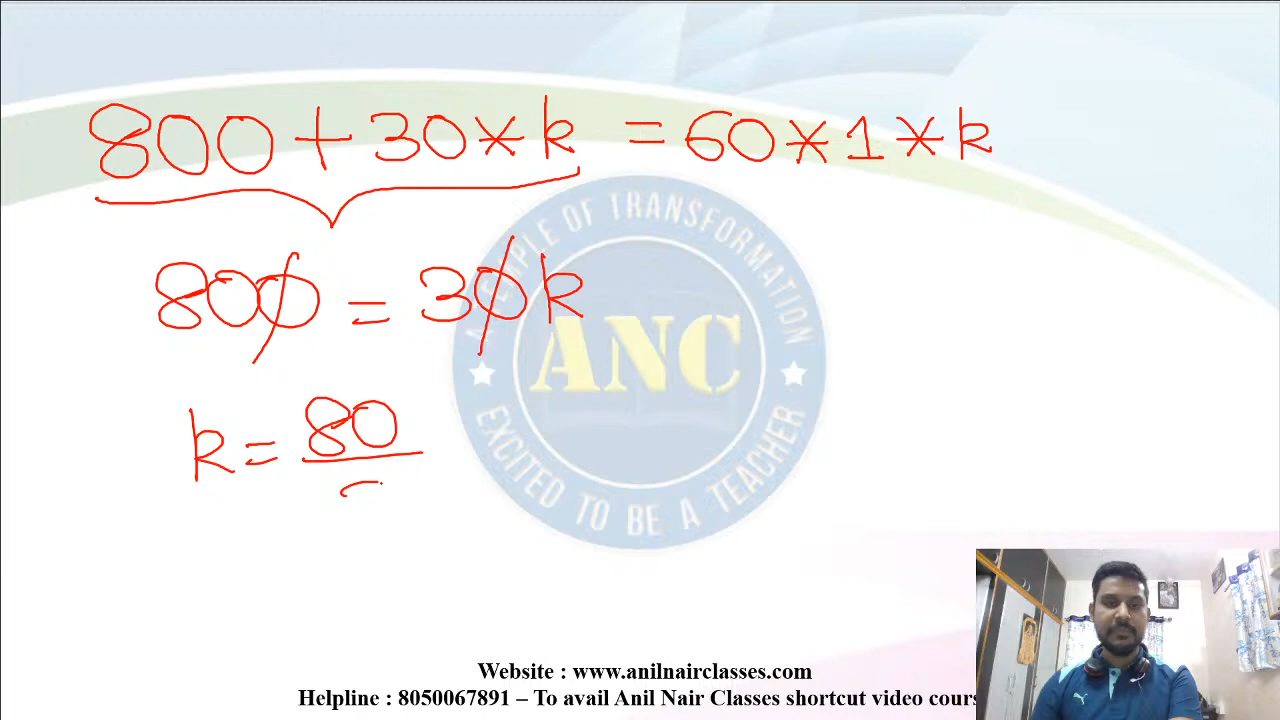 800 + 30 * k = 60 * 1 * k
800 = 30 k
k = 80
TEMPLE OF TRANSFORMATION
ANC
EXCITED TO BE A TEACHER
Website : www.anilnairclasses.com
Helpline : 8050067891 – To avail Anil Nair Classes shortcut video cours